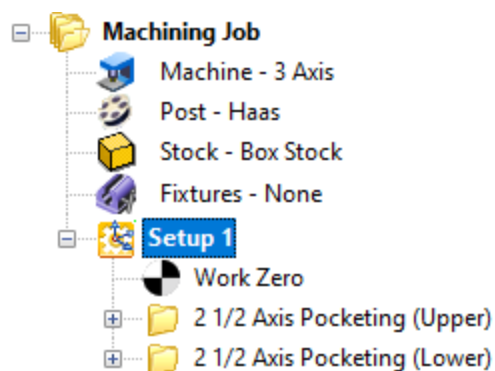 Machining Job
Machine - 3 Axis
Post - Haas
Stock - Box Stock
Fixtures - None
Setup 1
Work Zero
2 1/2 Axis Pocketing (Upper)
2 1/2 Axis Pocketing (Lower)